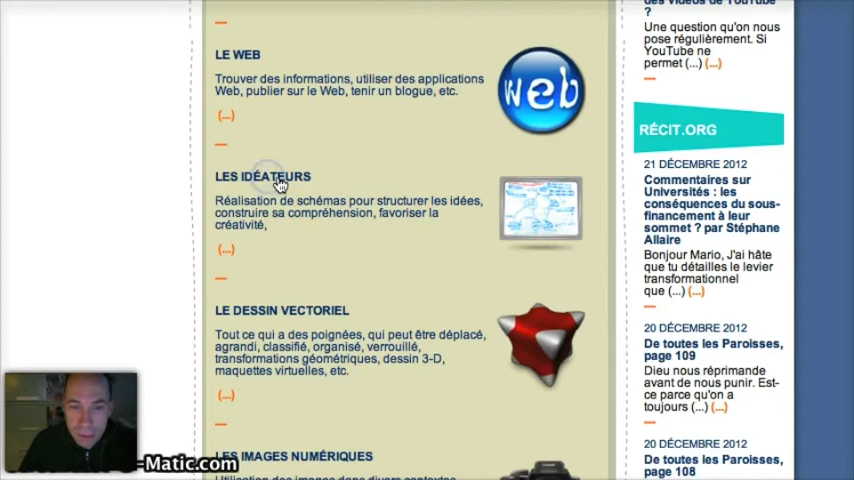 LE WEB
Trouver des informations, utiliser des applications
Web, publier sur le Web, tenir un blogue, etc.
(...)
web
LES IDÉATEURS
Réalisation de schémas pour structurer les idées,
construire sa compréhension, favoriser la
créativité,
(...)
LE DESSIN VECTORIEL
Tout ce qui a des poignées, qui peut être déplacé,
agrandi, classifié, organisé, verrouillé,
transformations géométriques, dessin 3-D,
maquettes virtuelles, etc.
(...)
LES IMAGES NUMÉRIQUES
des vidéos de YouTube
?
Une question qu'on nous
pose régulièrement. Si
YouTube ne
permet (...) (...)
RÉCIT.ORG
21 DÉCEMBRE 2012
Commentaires sur
Universités : les
conséquences du sous-
financement à leur
sommet ? par Stéphane
Allaire
Bonjour Mario, J'ai hâte
que tu détailles le levier
transformationnel
que (...) (...)
20 DÉCEMBRE 2012
De toutes les Paroisses,
page 109
Dieu nous réprimande
avant de nous punir. Est-
ce parce qu'on a
toujours (...) (...)
20 DÉCEMBRE 2012
De toutes les Paroisses,
page 108
-Matic.com